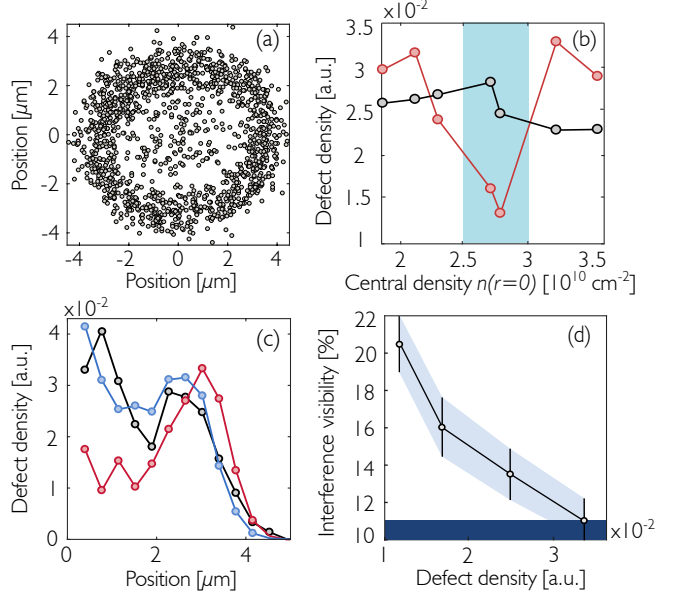 (a)
Position [µm]
4
2
0
-2
-4
-4 -2 0 2 4
Position [µm]
x10-2
(b)
Defect density [a.u.]
3.5
3
2.5
2
1.5
1
2 2.5 3 3.5
Central density n(r=0) [10^10 cm-2]
x10-2
(c)
Defect density [a.u.]
4
3
2
1
0
0 2 4
Position [µm]
(d)
Interference visibility [%]
22
20
18
16
14
12
10
x10-2
1 2 3
Defect density [a.u.]